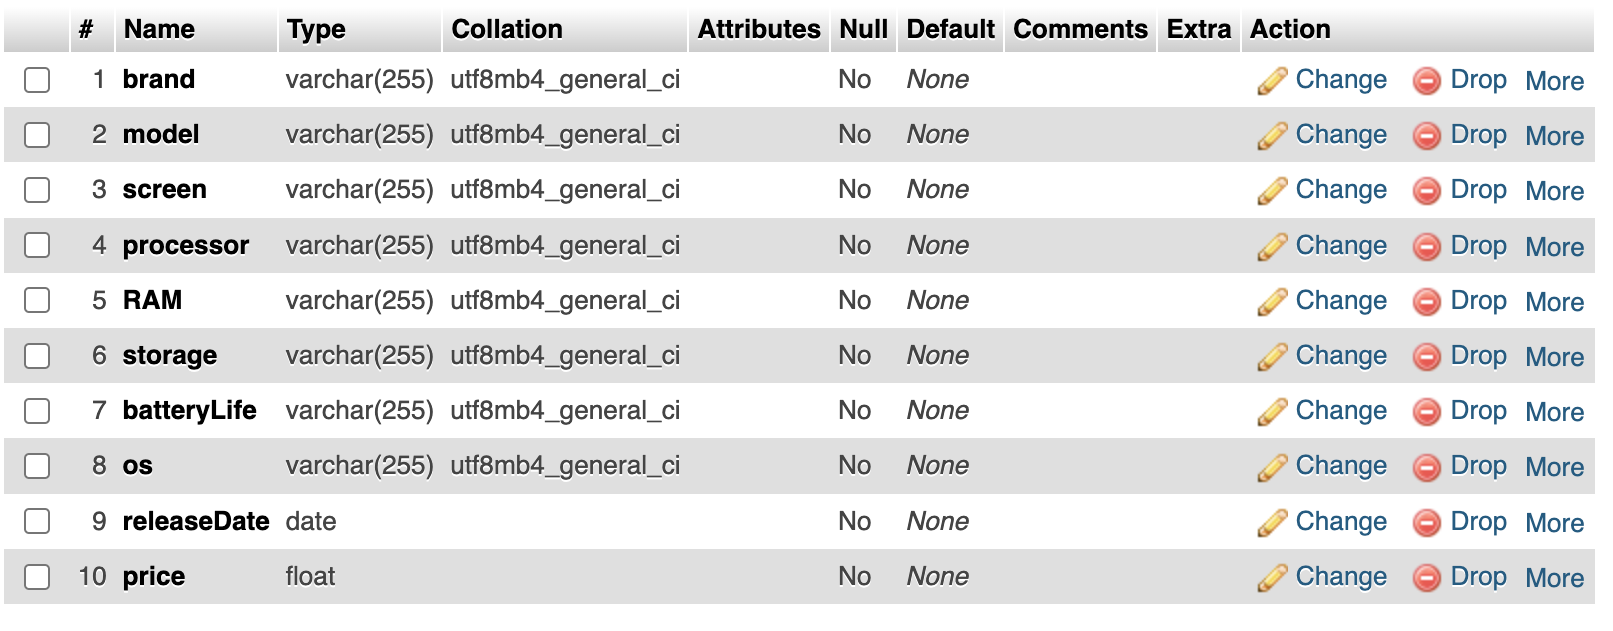 # Name Type Collation Attributes Null Default Comments Extra Action
1 brand varchar(255) utf8mb4_general_ci No None Change Drop More
2 model varchar(255) utf8mb4_general_ci No None Change Drop More
3 screen varchar(255) utf8mb4_general_ci No None Change Drop More
4 processor varchar(255) utf8mb4_general_ci No None Change Drop More
5 RAM varchar(255) utf8mb4_general_ci No None Change Drop More
6 storage varchar(255) utf8mb4_general_ci No None Change Drop More
7 batteryLife varchar(255) utf8mb4_general_ci No None Change Drop More
8 os varchar(255) utf8mb4_general_ci No None Change Drop More
9 releaseDate date No None Change Drop More
10 price float No None Change Drop More